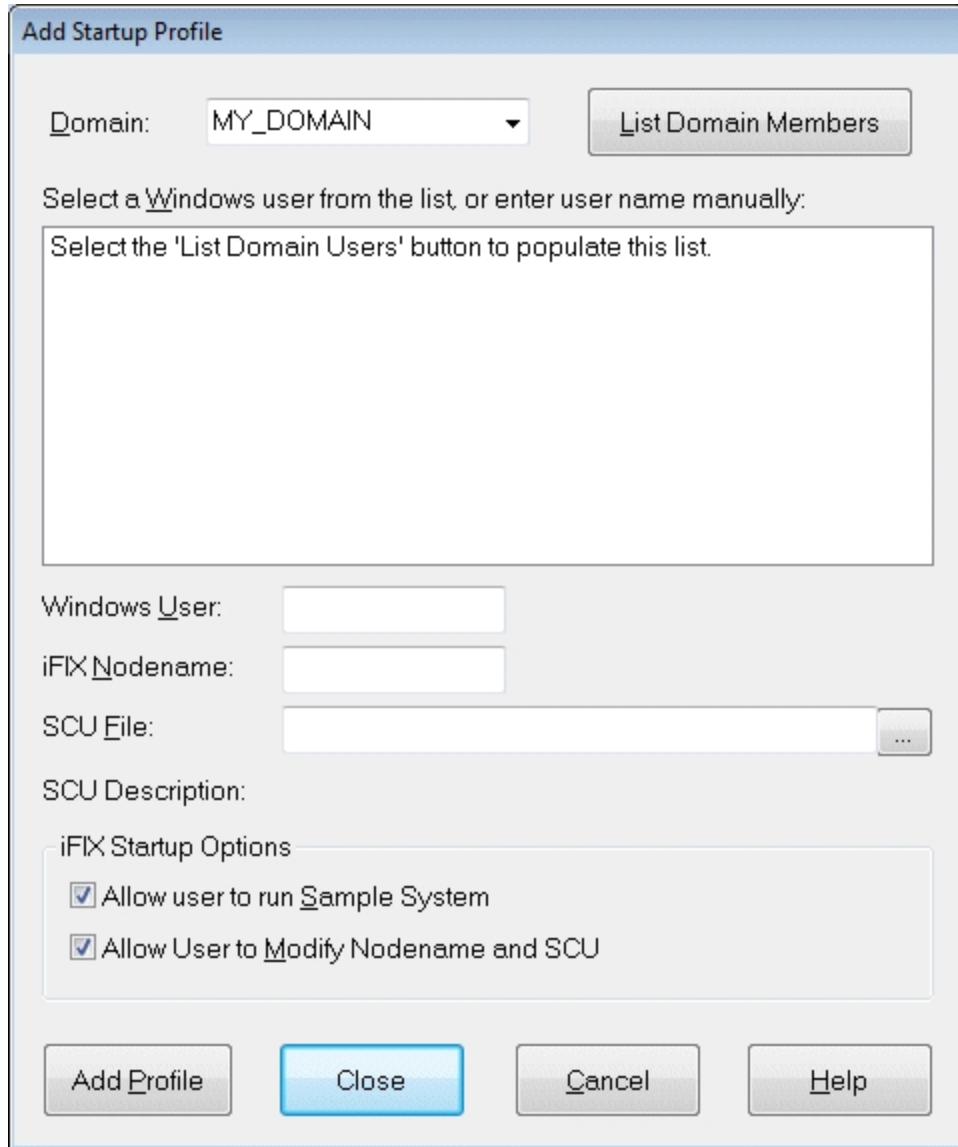 Add Startup Profile
Domain: MY_DOMAIN List Domain Members
Select a Windows user from the list, or enter user name manually:
Select the 'List Domain Users' button to populate this list.
Windows User:
iFIX Nodename:
SCU File: ...
SCU Description:
iFIX Startup Options
Allow user to run Sample System
Allow User to Modify Nodename and SCU
Add Profile Close Cancel Help